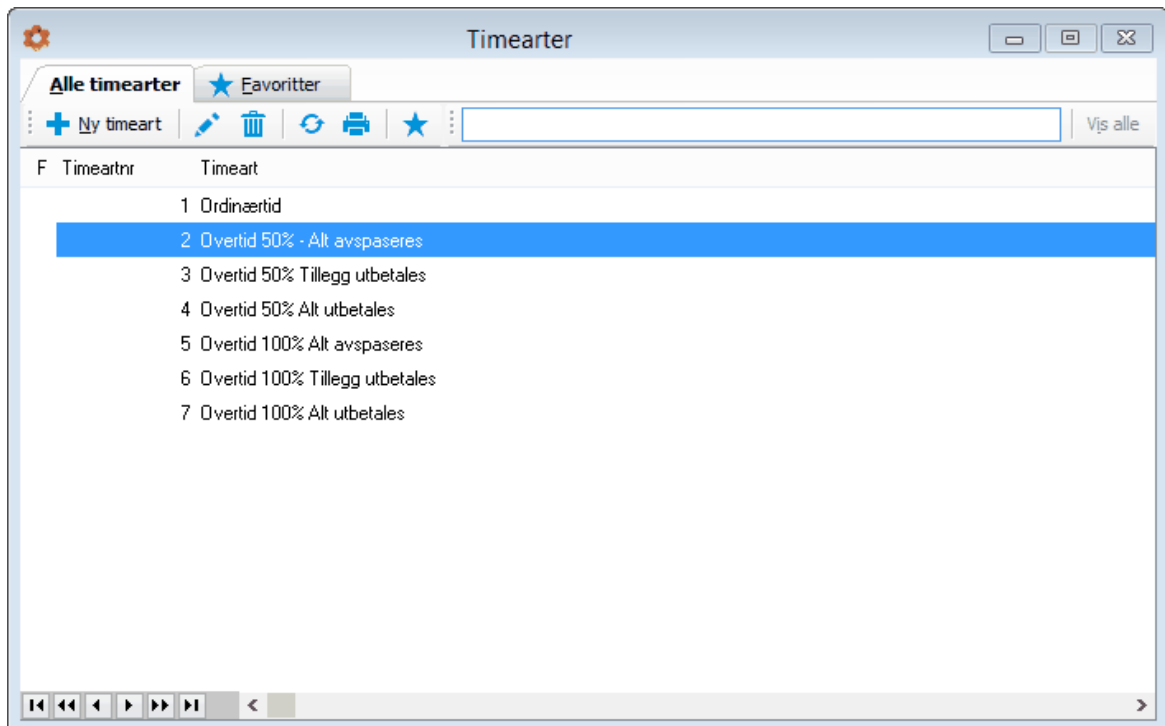 Timearter
Alle timearter Favoritter
Ny timeart Vis alle
F Timeartnr Timeart
1 Ordinærtid
2 Overtid 50% - Alt avspaseres
3 Overtid 50% Tillegg utbetales
4 Overtid 50% Alt utbetales
5 Overtid 100% Alt avspaseres
6 Overtid 100% Tillegg utbetales
7 Overtid 100% Alt utbetales